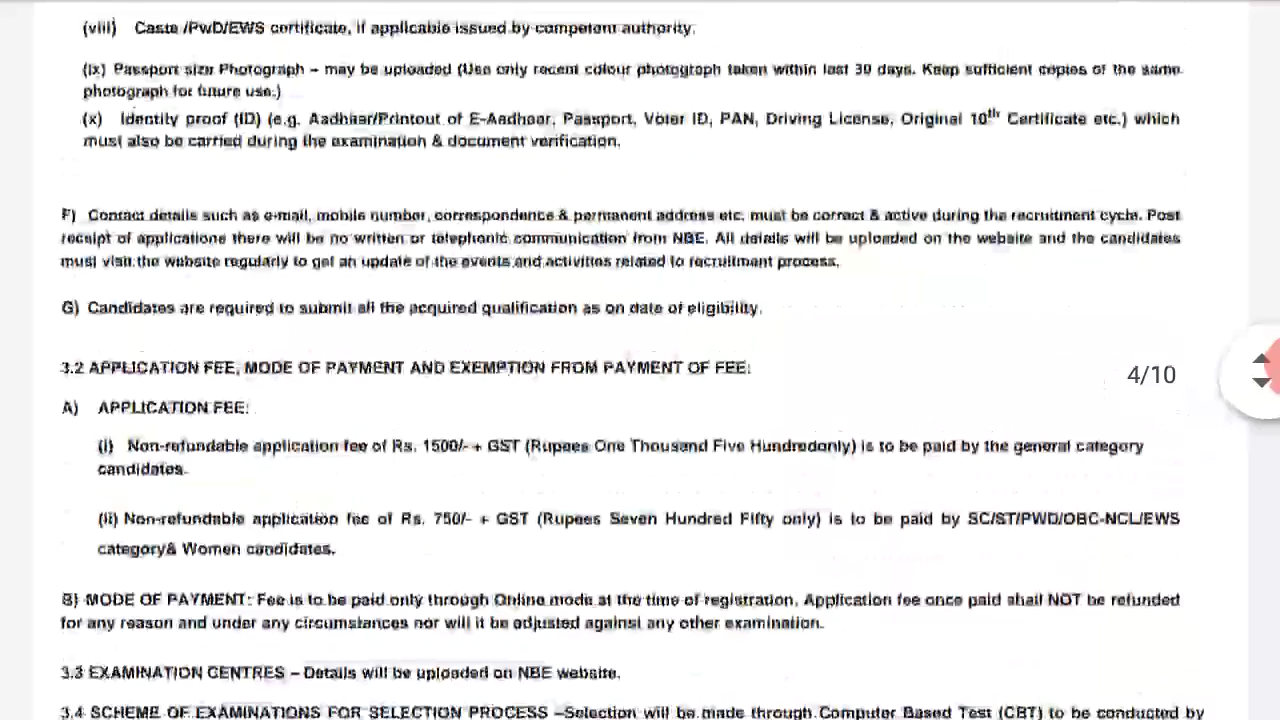 (viii) Caste /PwD/EWS certificate, if applicable issued by competent authority.
(ix) Passport size Photograph – may be uploaded (Use only recent colour photograph taken within last 30 days. Keep sufficient copies of the same
photograph for future use.)
(x) Identity proof (ID) (e.g. Aadhaar/Printout of E-Aadhaar, Passport, Voter ID, PAN, Driving License, Original 10th Certificate etc.) which
must also be carried during the examination & document verification.
F) Contact details such as e-mail, mobile number, correspondence & permanent address etc. must be correct & active during the recruitment cycle. Post
receipt of applications there will be no written or telephonic communication from NBE. All details will be uploaded on the website and the candidates
must visit the website regularly to get an update of the events and activities related to recruitment process.
G) Candidates are required to submit all the acquired qualification as on date of eligibility.
3.2 APPLICATION FEE, MODE OF PAYMENT AND EXEMPTION FROM PAYMENT OF FEE:
4/10
A) APPLICATION FEE:
(i) Non-refundable application fee of Rs. 1500/- + GST (Rupees One Thousand Five Hundredonly) is to be paid by the general category
candidates.
(ii) Non-refundable application fee of Rs. 750/- + GST (Rupees Seven Hundred Fifty only) is to be paid by SC/ST/PWD/OBC-NCL/EWS
category& Women candidates.
B) MODE OF PAYMENT: Fee is to be paid only through Online mode at the time of registration. Application fee once paid shall NOT be refunded
for any reason and under any circumstances nor will it be adjusted against any other examination.
3.3 EXAMINATION CENTRES – Details will be uploaded on NBE website.
3.4 SCHEME OF EXAMINATIONS FOR SELECTION PROCESS –Selection will be made through Computer Based Test (CBT) to be conducted by